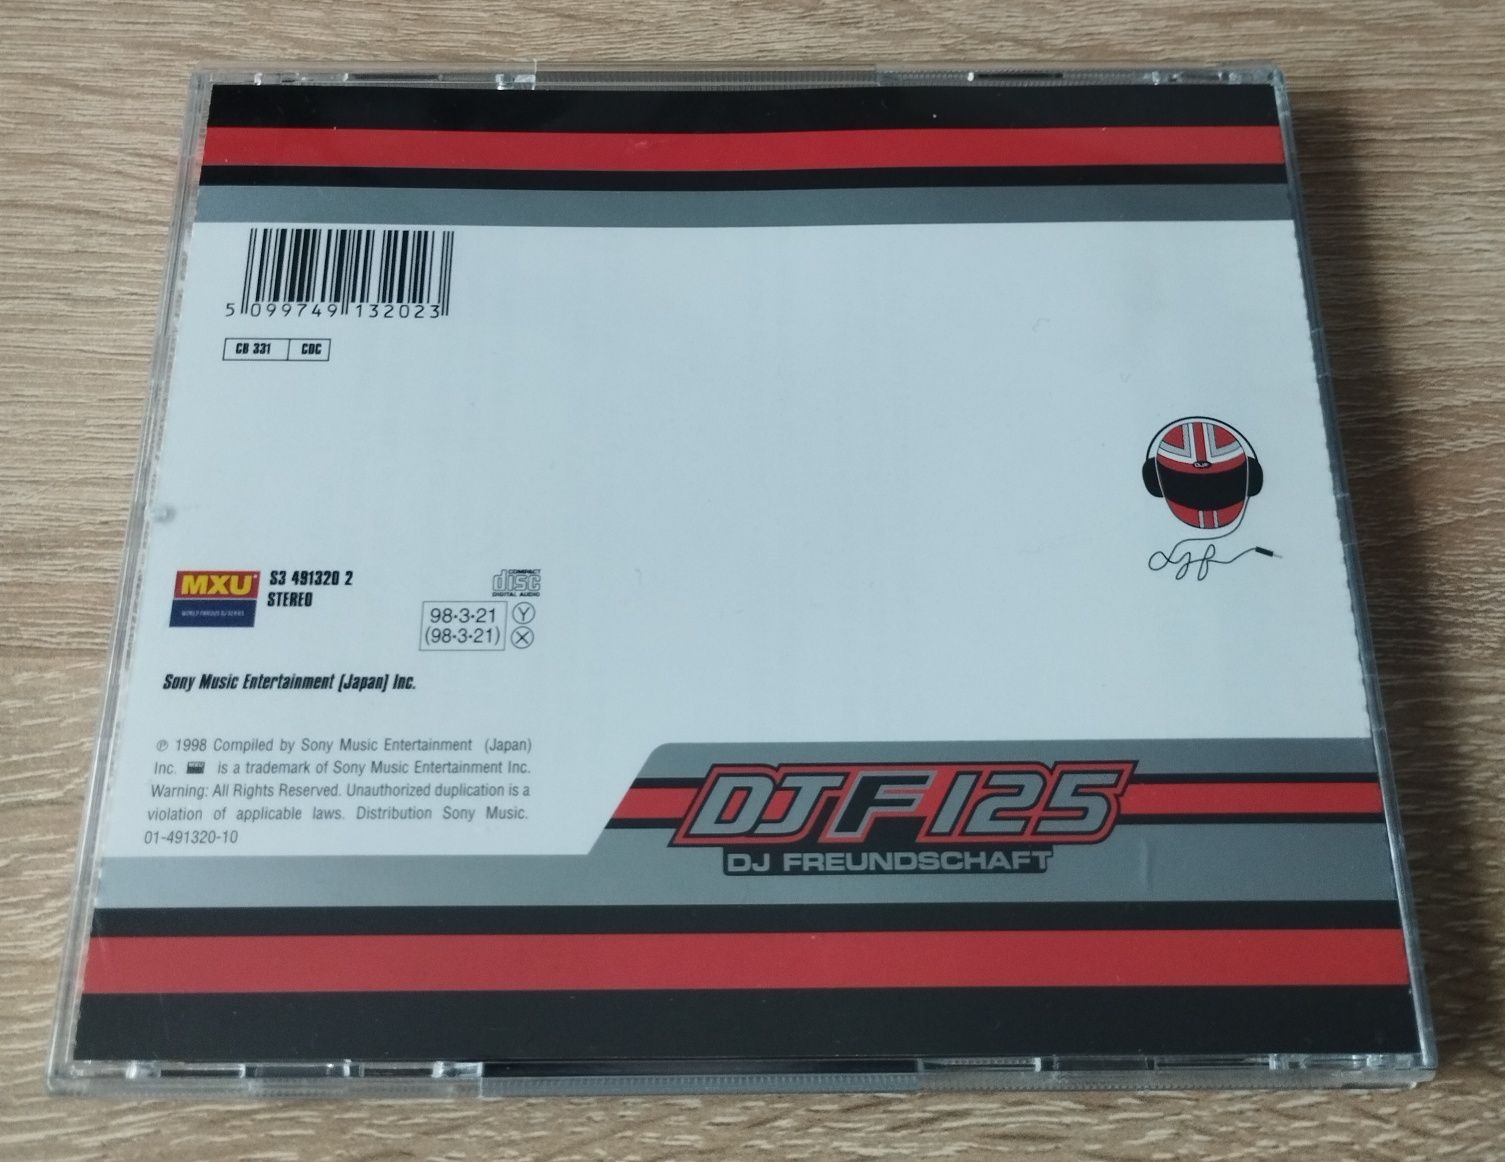 5 099749 132023
CB 331 CDC
DJF
djf
MXU
WORLD FAMOUS DJ SERIES
S3 491320 2
STEREO
COMPACT
disc
DIGITAL AUDIO
98·3·21 Y
(98·3·21) X
Sony Music Entertainment [Japan] Inc.
℗ 1998 Compiled by Sony Music Entertainment (Japan)
Inc. MXU is a trademark of Sony Music Entertainment Inc.
Warning: All Rights Reserved. Unauthorized duplication is a
violation of applicable laws. Distribution Sony Music.
01-491320-10
DJF125
DJ FREUNDSCHAFT